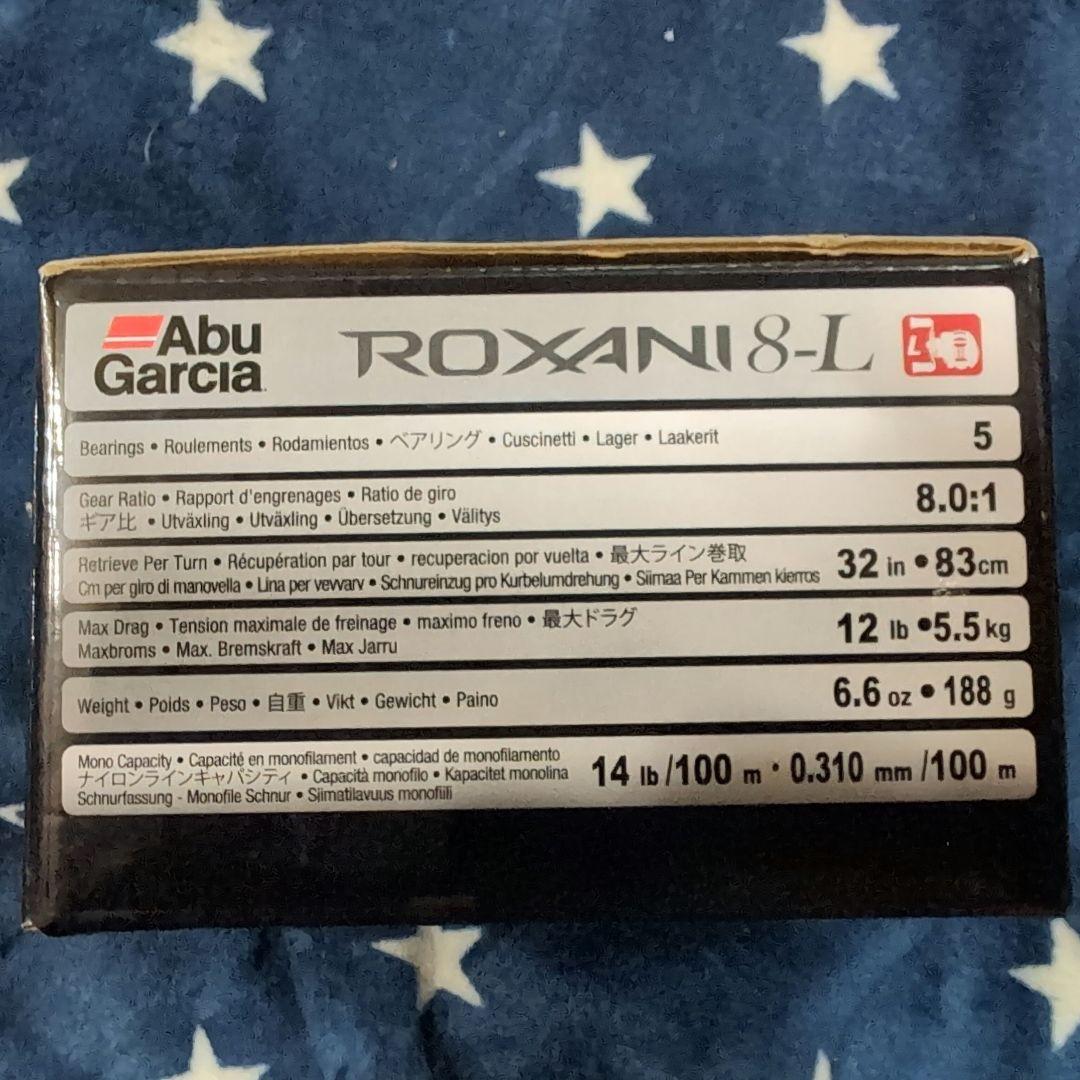 Abu
Garcia
ROXANI 8-L
L
Bearings • Roulements • Rodamientos • ベアリング • Cuscinetti • Lager • Laakerit 5
Gear Ratio • Rapport d'engrenages • Ratio de giro
ギア比 • Utväxling • Utväxling • Übersetzung • Välitys
8.0:1
Retrieve Per Turn • Récupération par tour • recuperacion por vuelta • 最大ライン巻取
Cm per giro di manovella • Lina per vevvarv • Schnureinzug pro Kurbelumdrehung • Siimaa Per Kammen kierros
32 in • 83cm
Max Drag • Tension maximale de freinage • maximo freno • 最大ドラグ
Maxbroms • Max. Bremskraft • Max Jarru
12 lb • 5.5 kg
Weight • Poids • Peso • 自重 • Vikt • Gewicht • Paino 6.6 oz • 188 g
Mono Capacity • Capacité en monofilament • capacidad de monofilamento
ナイロンラインキャパシティ • Capacità monofilo • Kapacitet monolina
Schnurfassung - Monofile Schnur • Siimatilavuus monofiili
14 lb /100 m • 0.310 mm /100 m